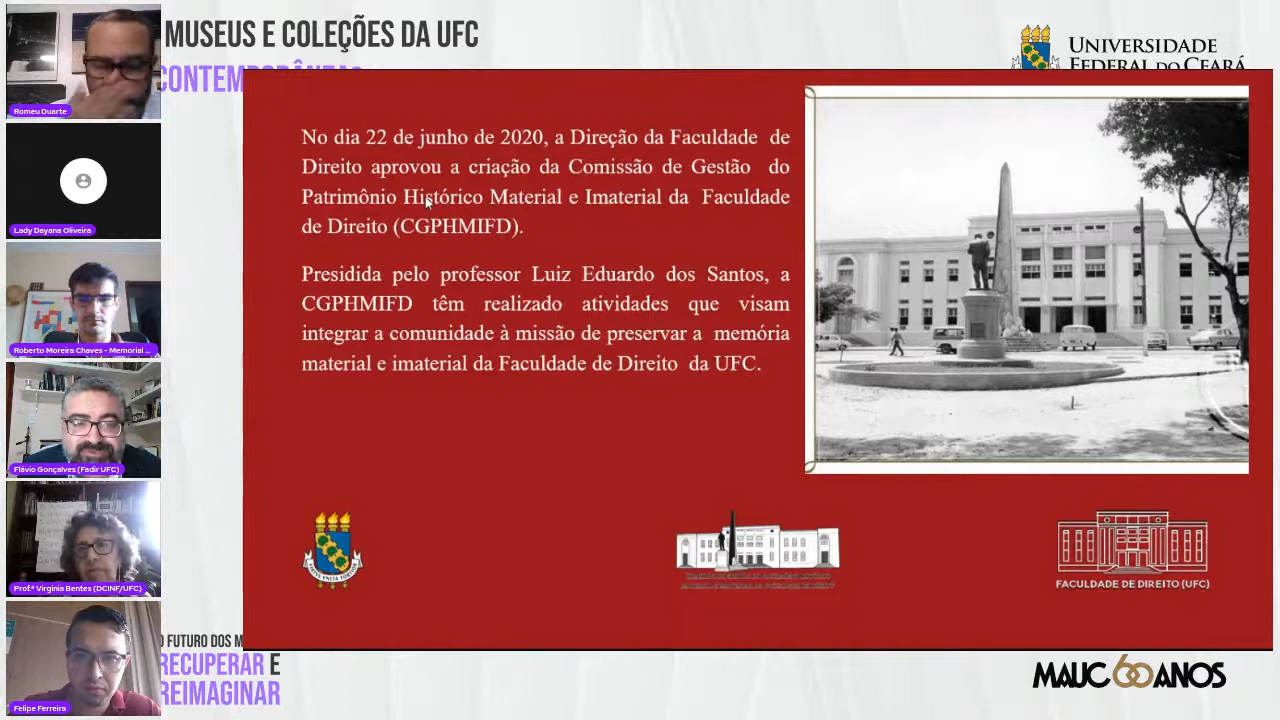 MUSEUS E COLEÇÕES DA UFC
UNIVERSIDADE
FEDERAL DO CEARÁ
No dia 22 de junho de 2020, a Direção da Faculdade de
Direito aprovou a criação da Comissão de Gestão do
Patrimônio Histórico Material e Imaterial da Faculdade
de Direito (CGPHMIFD).
Presidida pelo professor Luiz Eduardo dos Santos, a
CGPHMIFD têm realizado atividades que visam
integrar a comunidade à missão de preservar a memória
material e imaterial da Faculdade de Direito da UFC.
FACULDADE DE DIREITO (UFC)
Romeu Duarte
Lady Dayana Oliveira
Roberto Moreira Chaves - Memorial ...
Flávio Gonçalves (Fadir UFC)
Prof.ª Virginia Bentes (DCINF/UFC)
Felipe Ferreira
O FUTURO DOS M
RECUPERAR E
REIMAGINAR
MAUC 60 ANOS